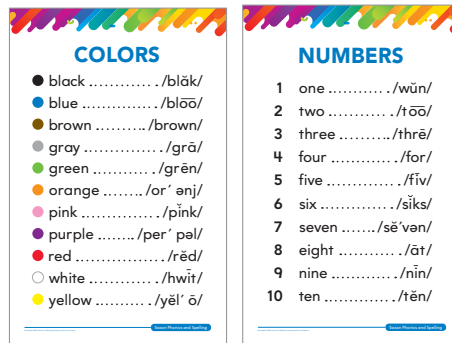 COLORS
black ............ /blăk/
blue .............. /blo͞o/
brown ........... /brown/
gray ................ /grā/
green ........... /grēn/
orange ........ /or′ ənj/
pink ............... /pĭnk/
purple ....... /per′ pəl/
red .................. /rĕd/
white ............ /hwīt/
yellow ........ /yĕl′ ō/
Saxon Phonics and Spelling
NUMBERS
1 one ............ /wŭn/
2 two ............. /to͞o/
3 three .......... /thrē/
4 four ............ /for/
5 five .............. /fīv/
6 six .............. /sĭks/
7 seven ...... /sĕ′vən/
8 eight ............. /āt/
9 nine ............. /nīn/
10 ten .............. /tĕn/
Saxon Phonics and Spelling